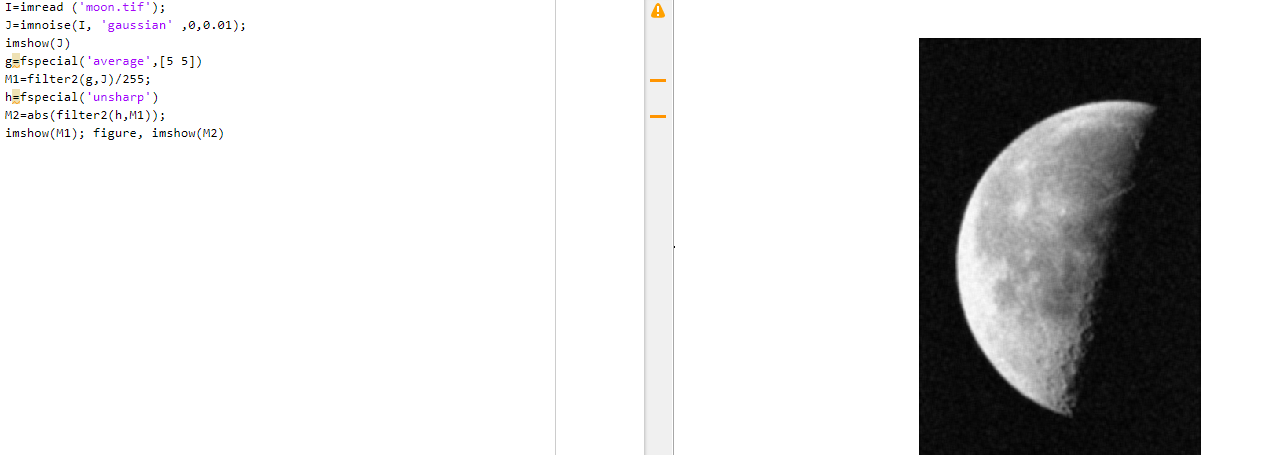 I=imread ('moon.tif');
J=imnoise(I, 'gaussian' ,0,0.01);
imshow(J)
g=fspecial('average',[5 5])
M1=filter2(g,J)/255;
h=fspecial('unsharp')
M2=abs(filter2(h,M1));
imshow(M1); figure, imshow(M2)